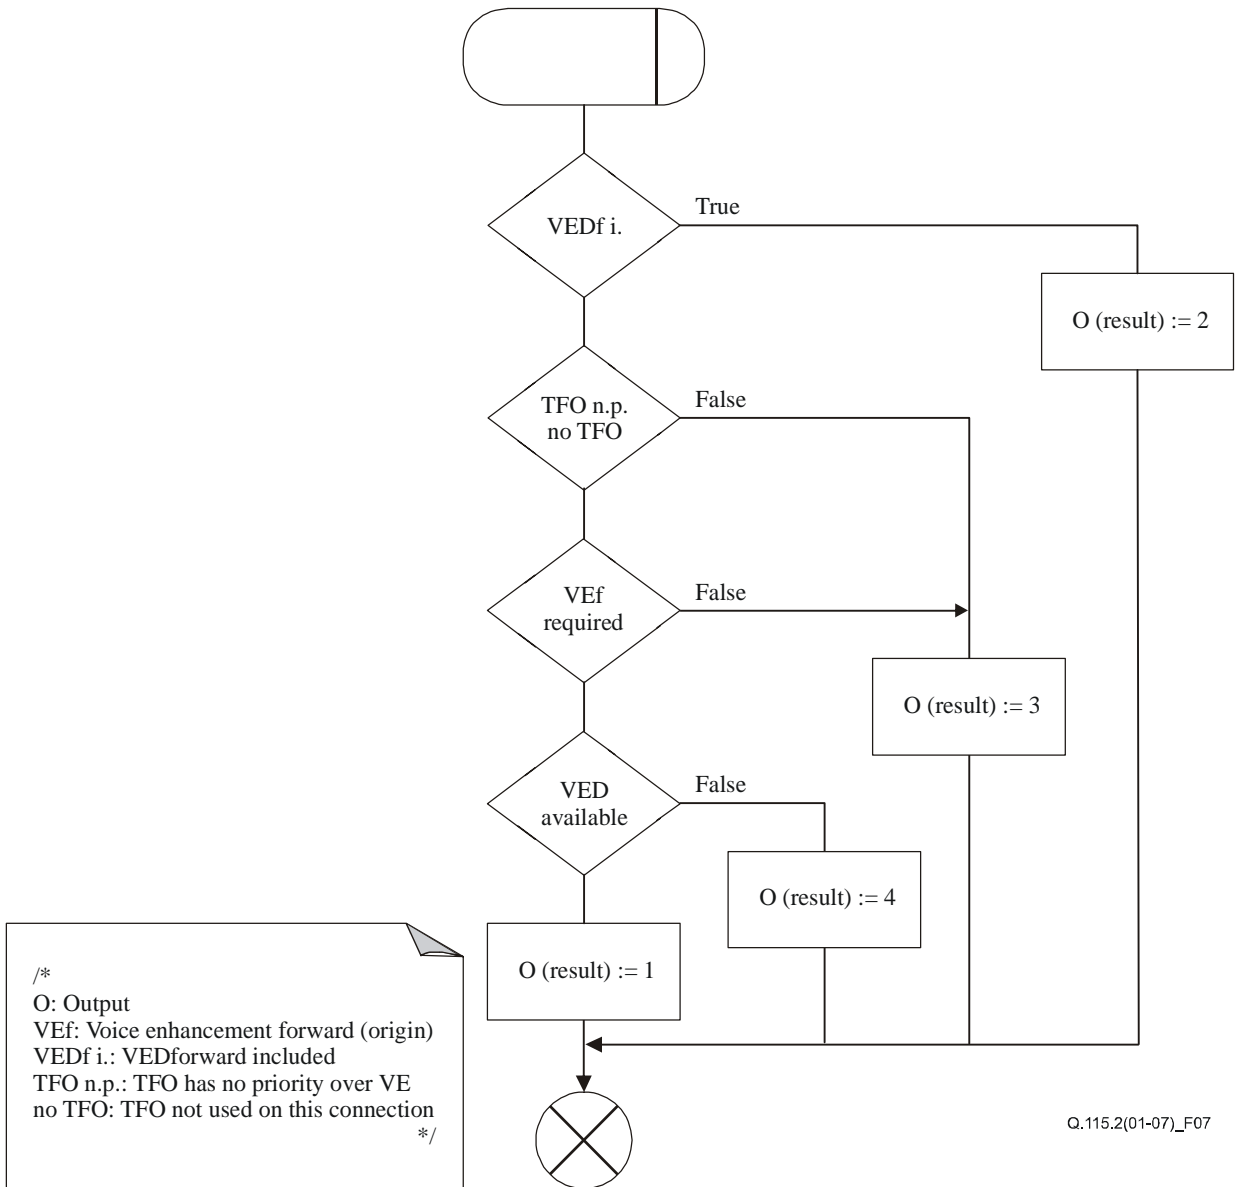 VEDf i.
True
O (result) := 2
TFO n.p.
no TFO
False
VEf
required
False
O (result) := 3
VED
available
False
O (result) := 4
O (result) := 1
/*
O: Output
VEf: Voice enhancement forward (origin)
VEDf i.: VEDforward included
TFO n.p.: TFO has no priority over VE
no TFO: TFO not used on this connection
*/
Q.115.2(01-07)_F07